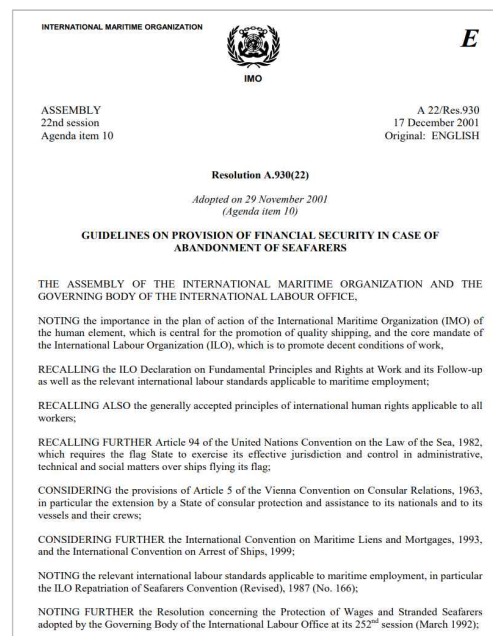 INTERNATIONAL MARITIME ORGANIZATION
E
IMO
ASSEMBLY
22nd session
Agenda item 10
A 22/Res.930
17 December 2001
Original: ENGLISH
Resolution A.930(22)
Adopted on 29 November 2001
(Agenda item 10)
GUIDELINES ON PROVISION OF FINANCIAL SECURITY IN CASE OF
ABANDONMENT OF SEAFARERS
THE ASSEMBLY OF THE INTERNATIONAL MARITIME ORGANIZATION AND THE
GOVERNING BODY OF THE INTERNATIONAL LABOUR OFFICE,
NOTING the importance in the plan of action of the International Maritime Organization (IMO) of
the human element, which is central for the promotion of quality shipping, and the core mandate of
the International Labour Organization (ILO), which is to promote decent conditions of work,
RECALLING the ILO Declaration on Fundamental Principles and Rights at Work and its Follow-up
as well as the relevant international labour standards applicable to maritime employment;
RECALLING ALSO the generally accepted principles of international human rights applicable to all
workers;
RECALLING FURTHER Article 94 of the United Nations Convention on the Law of the Sea, 1982,
which requires the flag State to exercise its effective jurisdiction and control in administrative,
technical and social matters over ships flying its flag;
CONSIDERING the provisions of Article 5 of the Vienna Convention on Consular Relations, 1963,
in particular the extension by a State of consular protection and assistance to its nationals and to its
vessels and their crews;
CONSIDERING FURTHER the International Convention on Maritime Liens and Mortgages, 1993,
and the International Convention on Arrest of Ships, 1999;
NOTING the relevant international labour standards applicable to maritime employment, in particular
the ILO Repatriation of Seafarers Convention (Revised), 1987 (No. 166);
NOTING FURTHER the Resolution concerning the Protection of Wages and Stranded Seafarers
adopted by the Governing Body of the International Labour Office at its 252nd session (March 1992);